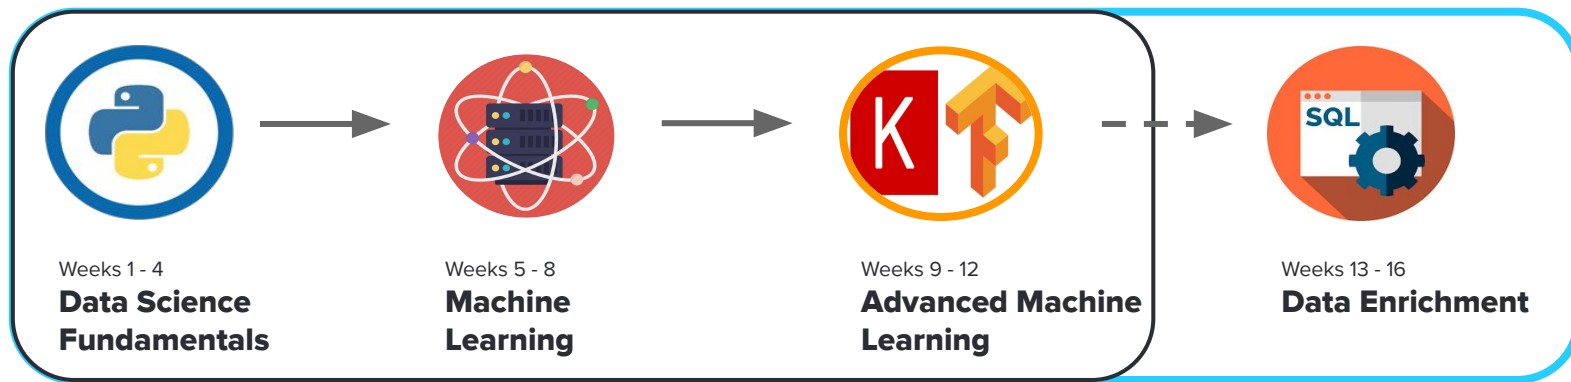 K
SQL
Weeks 1 - 4
Data Science
Fundamentals
Weeks 5 - 8
Machine
Learning
Weeks 9 - 12
Advanced Machine
Learning
Weeks 13 - 16
Data Enrichment